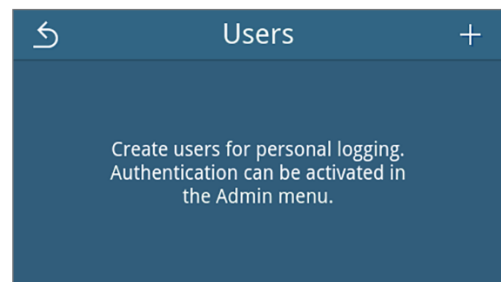 Users
Create users for personal logging.
Authentication can be activated in
the Admin menu.